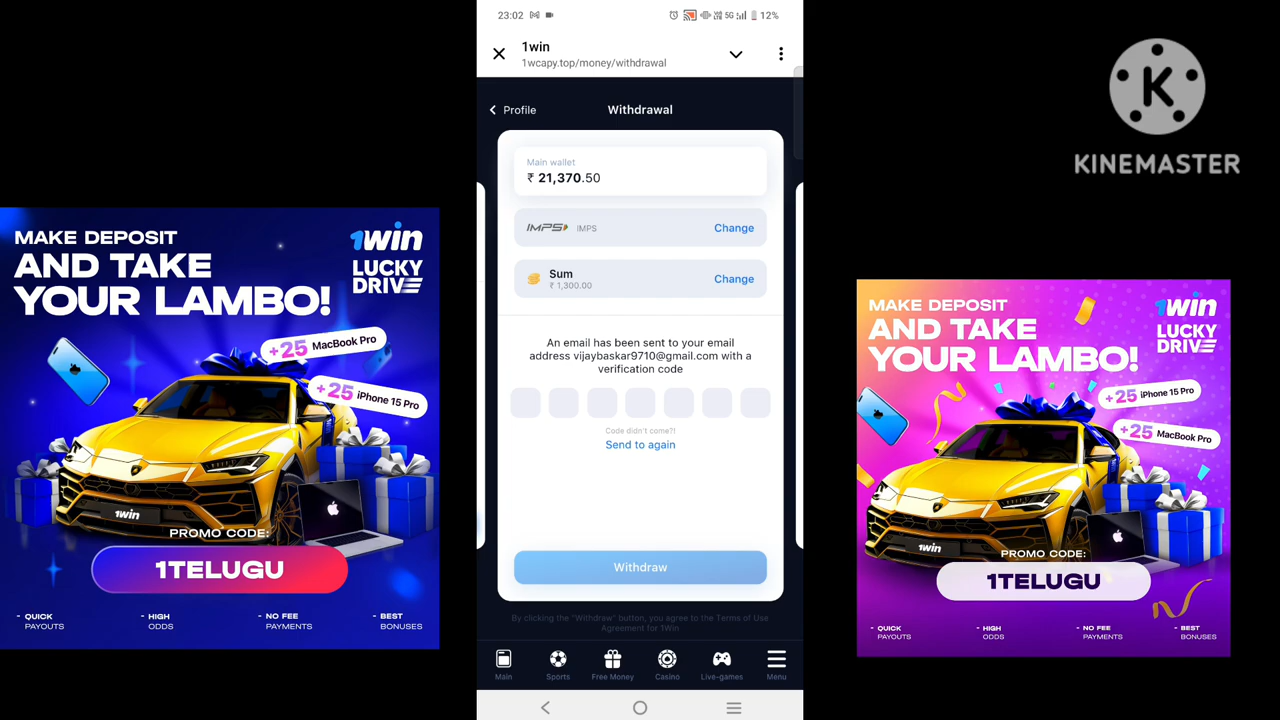 23:02
5G
12%
1win
1wcapy.top/money/withdrawal
Profile
Withdrawal
Main wallet
₹ 21,370.50
IMPS IMPS Change
Sum
₹ 1,300.00
Change
An email has been sent to your email
address vijaybaskar9710@gmail.com with a
verification code
Code didn't come?!
Send to again
Withdraw
By clicking the "Withdraw" button, you agree to the Terms of Use
Agreement for 1Win
Main
Sports
Free Money
Casino
Live-games
Menu
MAKE DEPOSIT
AND TAKE
YOUR LAMBO!
1win
LUCKY
DRIVE
+25 MacBook Pro
+25 iPhone 15 Pro
1win
PROMO CODE:
1TELUGU
- QUICK
PAYOUTS
- HIGH
ODDS
- NO FEE
PAYMENTS
- BEST
BONUSES
K
KINEMASTER
MAKE DEPOSIT
AND TAKE
YOUR LAMBO!
1win
LUCKY
DRIVE
+25 iPhone 15 Pro
+25 MacBook Pro
1win
PROMO CODE:
1TELUGU
- QUICK
PAYOUTS
- HIGH
ODDS
- NO FEE
PAYMENTS
- BEST
BONUSES